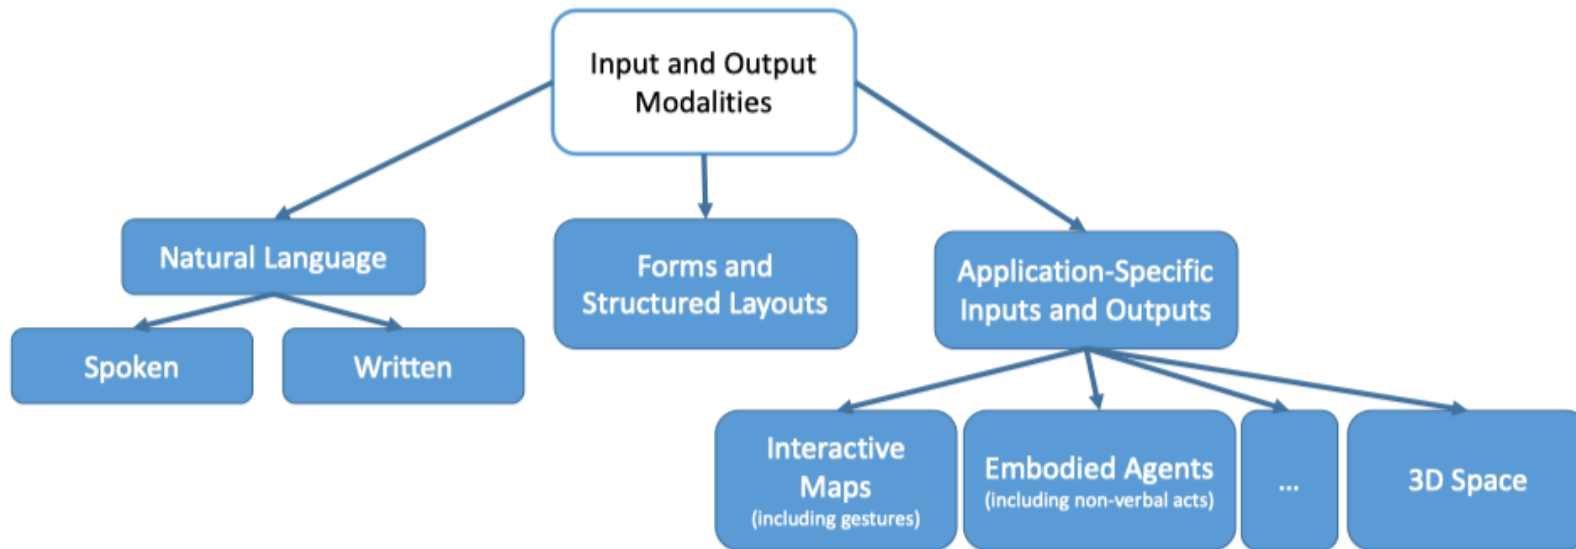 Input and Output
Modalities
Natural Language
Forms and
Structured Layouts
Application-Specific
Inputs and Outputs
Spoken
Written
Interactive
Maps
(including gestures)
Embodied Agents
(including non-verbal acts)
...
3D Space